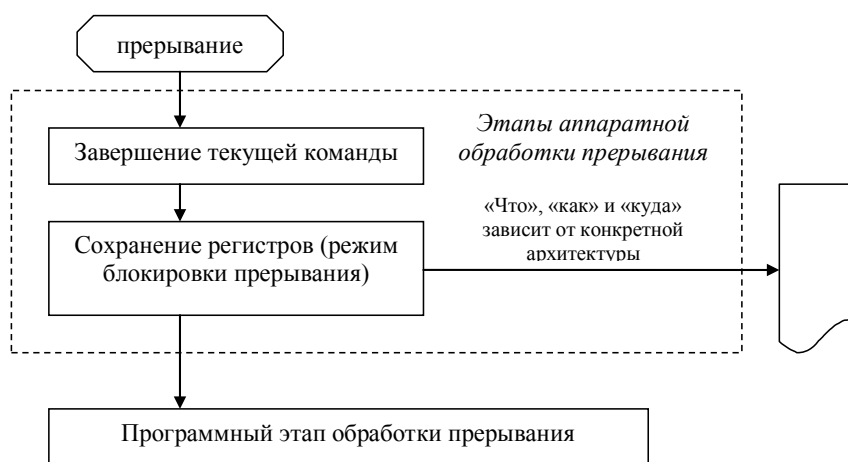 прерывание
Этапы аппаратной
обработки прерывания
Завершение текущей команды
«Что», «как» и «куда»
зависит от конкретной
архитектуры
Сохранение регистров (режим
блокировки прерывания)
Программный этап обработки прерывания